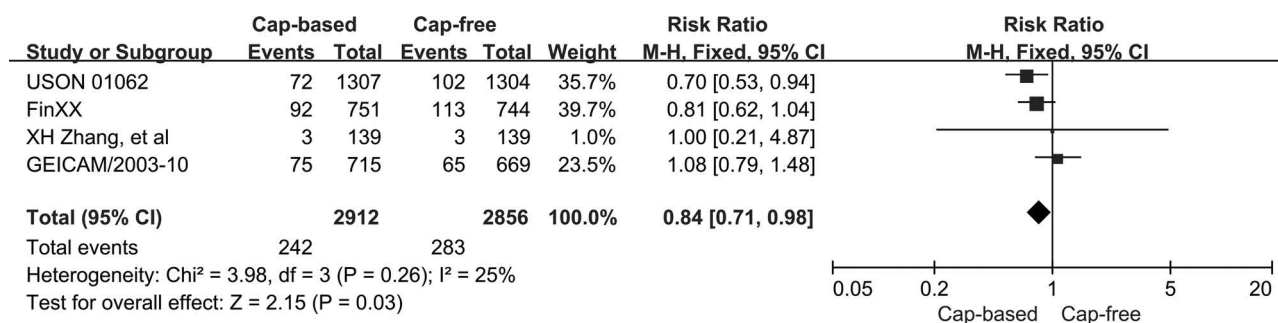 Cap-based Cap-free Risk Ratio Risk Ratio
Study or Subgroup Events Total Events Total Weight M-H, Fixed, 95% CI M-H, Fixed, 95% CI
USON 01062 72 1307 102 1304 35.7% 0.70 [0.53, 0.94]
FinXX 92 751 113 744 39.7% 0.81 [0.62, 1.04]
XH Zhang, et al 3 139 3 139 1.0% 1.00 [0.21, 4.87]
GEICAM/2003-10 75 715 65 669 23.5% 1.08 [0.79, 1.48]
Total (95% CI) 2912 2856 100.0% 0.84 [0.71, 0.98]
Total events 242 283
Heterogeneity: Chi² = 3.98, df = 3 (P = 0.26); I² = 25%
Test for overall effect: Z = 2.15 (P = 0.03)
0.05 0.2 1 5 20
Cap-based Cap-free